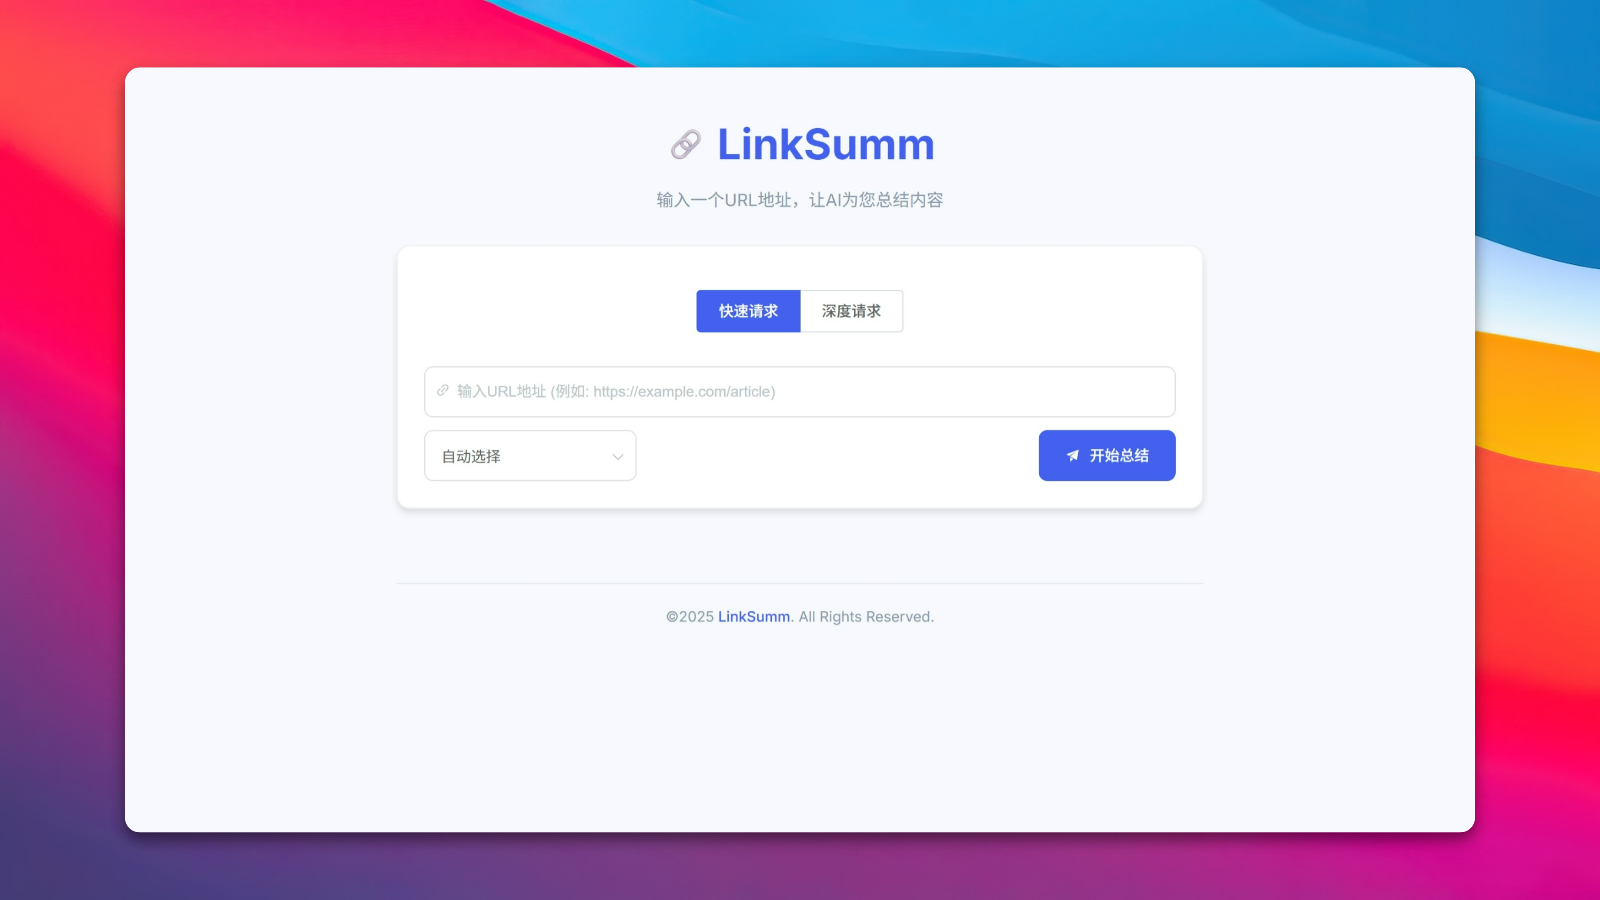 LinkSumm
输入一个URL地址，让AI为您总结内容
快速请求 深度请求
输入URL地址 (例如: https://example.com/article)
自动选择 开始总结
©2025 LinkSumm. All Rights Reserved.